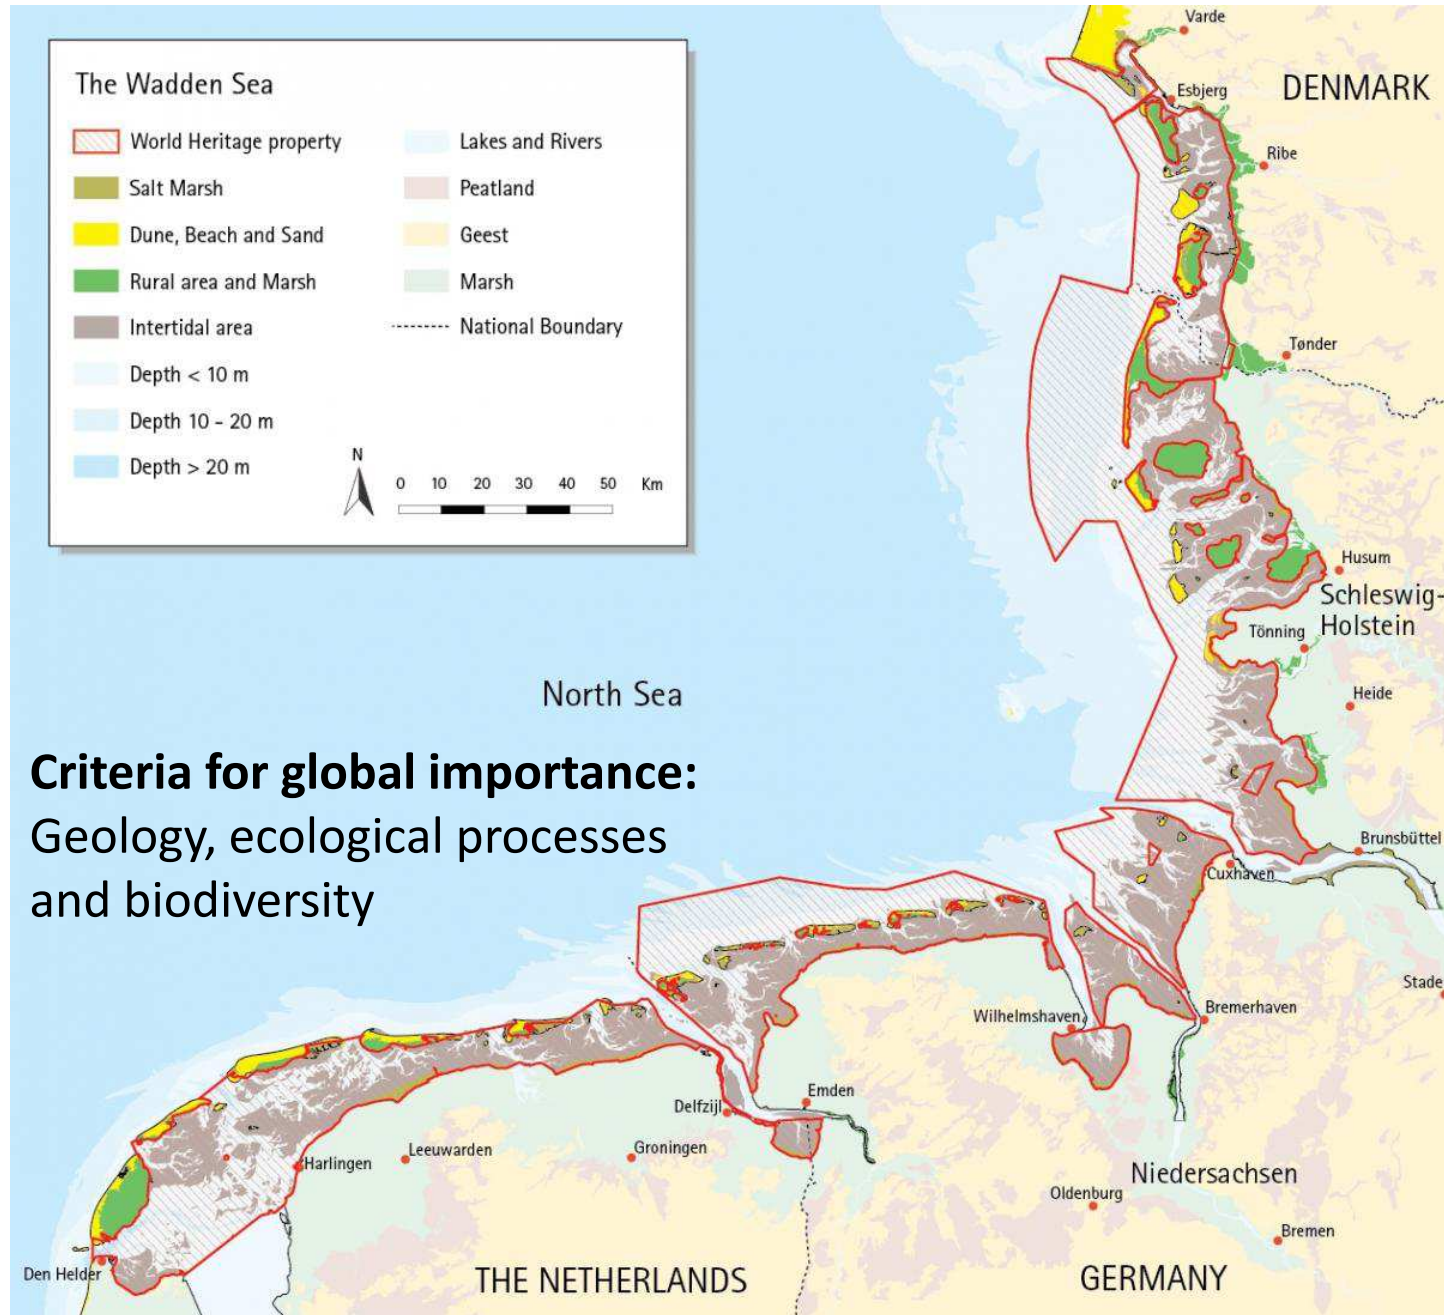 The Wadden Sea
World Heritage property
Salt Marsh
Dune, Beach and Sand
Rural area and Marsh
Intertidal area
Depth < 10 m
Depth 10 - 20 m
Depth > 20 m
Lakes and Rivers
Peatland
Geest
Marsh
National Boundary
N
0 10 20 30 40 50 Km
Varde
DENMARK
Esbjerg
Ribe
Tønder
Husum
Schleswig-
Holstein
Tönning
Heide
North Sea
Criteria for global importance:
Geology, ecological processes
and biodiversity
Brunsbüttel
Cuxhaven
Stade
Bremerhaven
Wilhelmshaven
Emden
Delfzijl
Groningen
Leeuwarden
Harlingen
Niedersachsen
Oldenburg
Bremen
Den Helder
THE NETHERLANDS
GERMANY